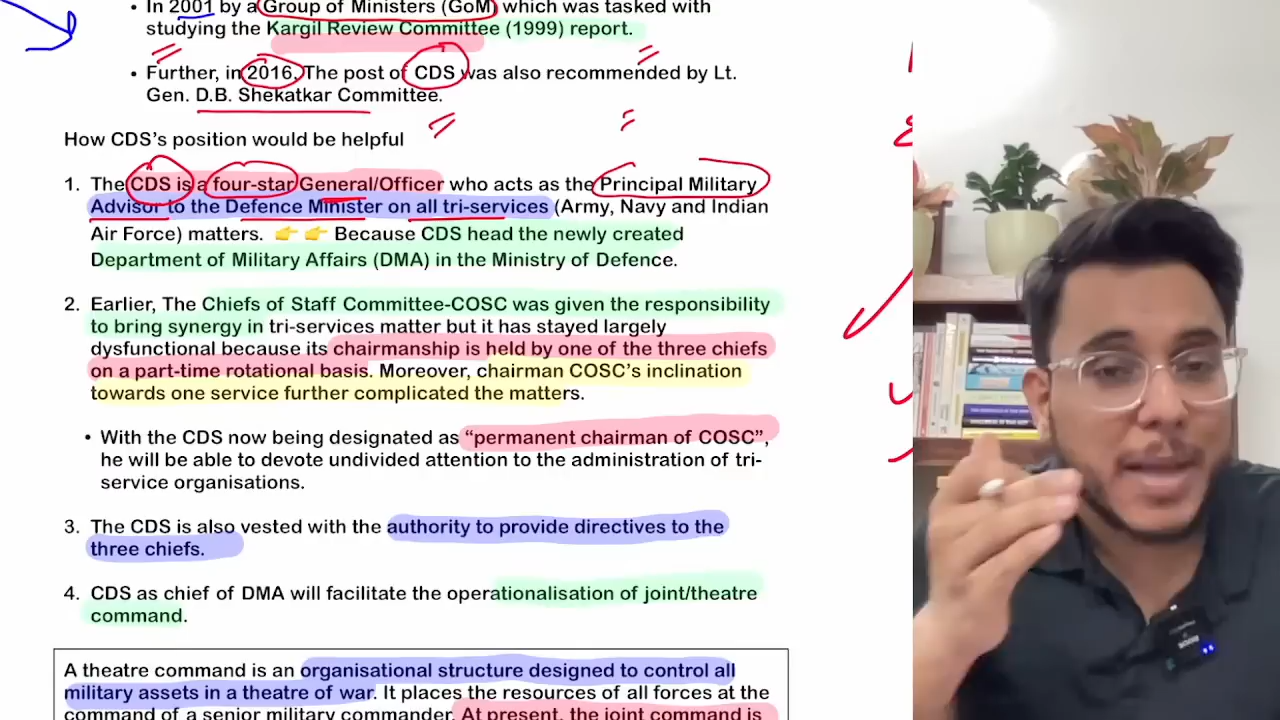 • In 2001 by a Group of Ministers (GoM) which was tasked with
studying the Kargil Review Committee (1999) report.
• Further, in 2016, The post of CDS was also recommended by Lt.
Gen. D.B. Shekatkar Committee.
How CDS's position would be helpful
1. The CDS is a four-star General/Officer who acts as the Principal Military
Advisor to the Defence Minister on all tri-services (Army, Navy and Indian
Air Force) matters. 👉 👉 Because CDS head the newly created
Department of Military Affairs (DMA) in the Ministry of Defence.
2. Earlier, The Chiefs of Staff Committee-COSC was given the responsibility
to bring synergy in tri-services matter but it has stayed largely
dysfunctional because its chairmanship is held by one of the three chiefs
on a part-time rotational basis. Moreover, chairman COSC's inclination
towards one service further complicated the matters.
• With the CDS now being designated as “permanent chairman of COSC”,
he will be able to devote undivided attention to the administration of tri-
service organisations.
3. The CDS is also vested with the authority to provide directives to the
three chiefs.
4. CDS as chief of DMA will facilitate the operationalisation of joint/theatre
command.
A theatre command is an organisational structure designed to control all
military assets in a theatre of war. It places the resources of all forces at the
command of a senior military commander. At present, the joint command is